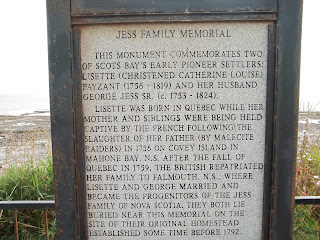 JESS FAMILY MEMORIAL
THIS MONUMENT COMMEMORATES TWO
OF SCOTS BAY'S EARLY PIONEER SETTLERS:
LISETTE (CHRISTENED CATHERINE LOUISE)
PAYZANT (1756 - 1819) AND HER HUSBAND
GEORGE JESS SR. (c. 1753 - 1824).
LISETTE WAS BORN IN QUEBEC WHILE HER
MOTHER AND SIBLINGS WERE BEING HELD
CAPTIVE BY THE FRENCH FOLLOWING THE
SLAUGHTER OF HER FATHER (BY MALECITE
RAIDERS) IN 1756 ON COVEY ISLAND IN
MAHONE BAY, N.S. AFTER THE FALL OF
QUEBEC IN 1759, THE BRITISH REPATRIATED
HER FAMILY TO FALMOUTH, N.S., WHERE
LISETTE AND GEORGE MARRIED AND
BECAME THE PROGENITORS OF THE JESS
FAMILY OF NOVA SCOTIA. THEY BOTH LIE
BURIED NEAR THIS MEMORIAL ON THE
SITE OF THEIR ORIGINAL HOMESTEAD
ESTABLISHED SOME TIME BEFORE 1792.